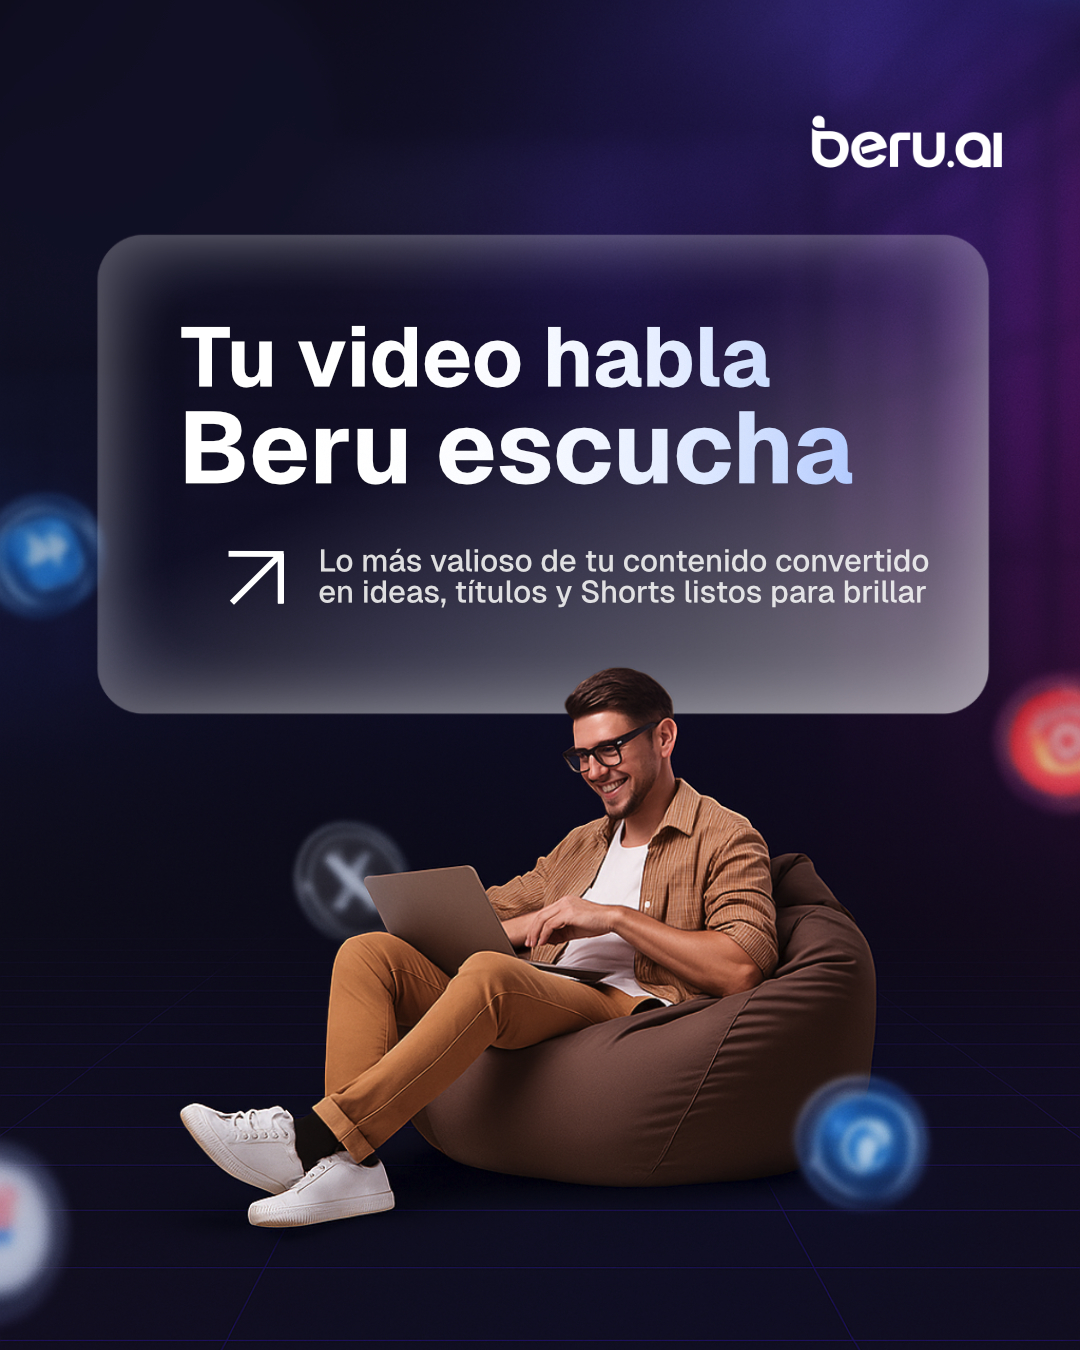 beru.ai
Tu video habla
Beru escucha
Lo más valioso de tu contenido convertido
en ideas, títulos y Shorts listos para brillar